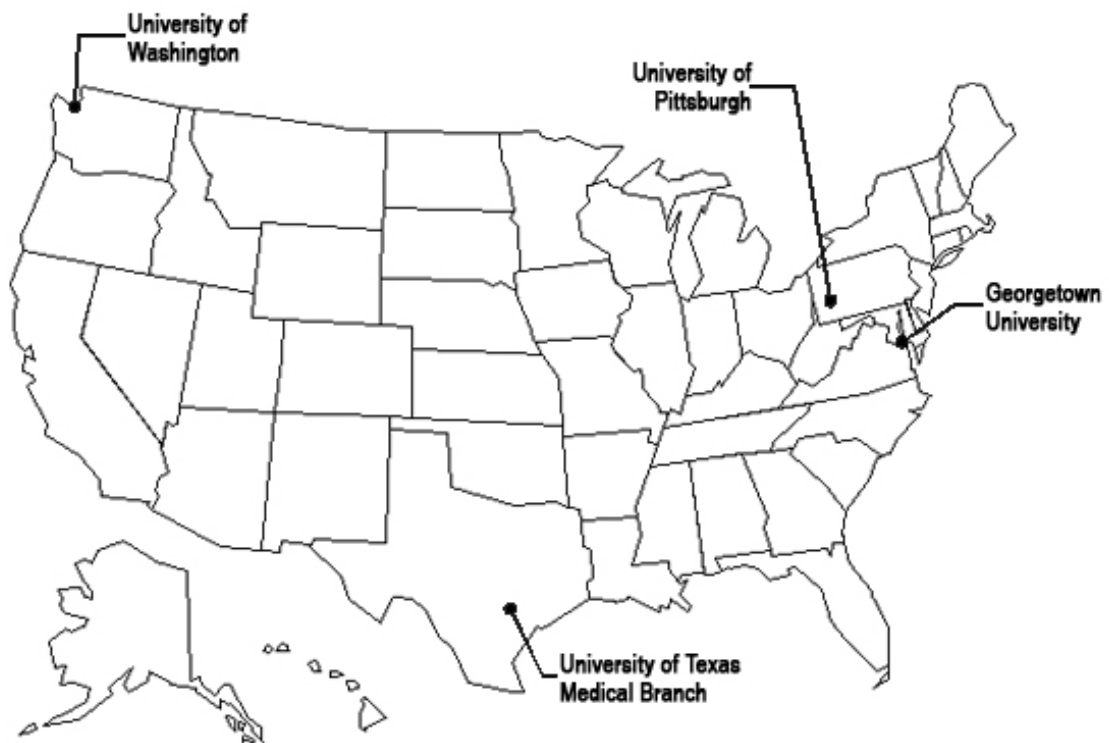 University of
Washington
University of
Pittsburgh
Georgetown
University
University of Texas
Medical Branch